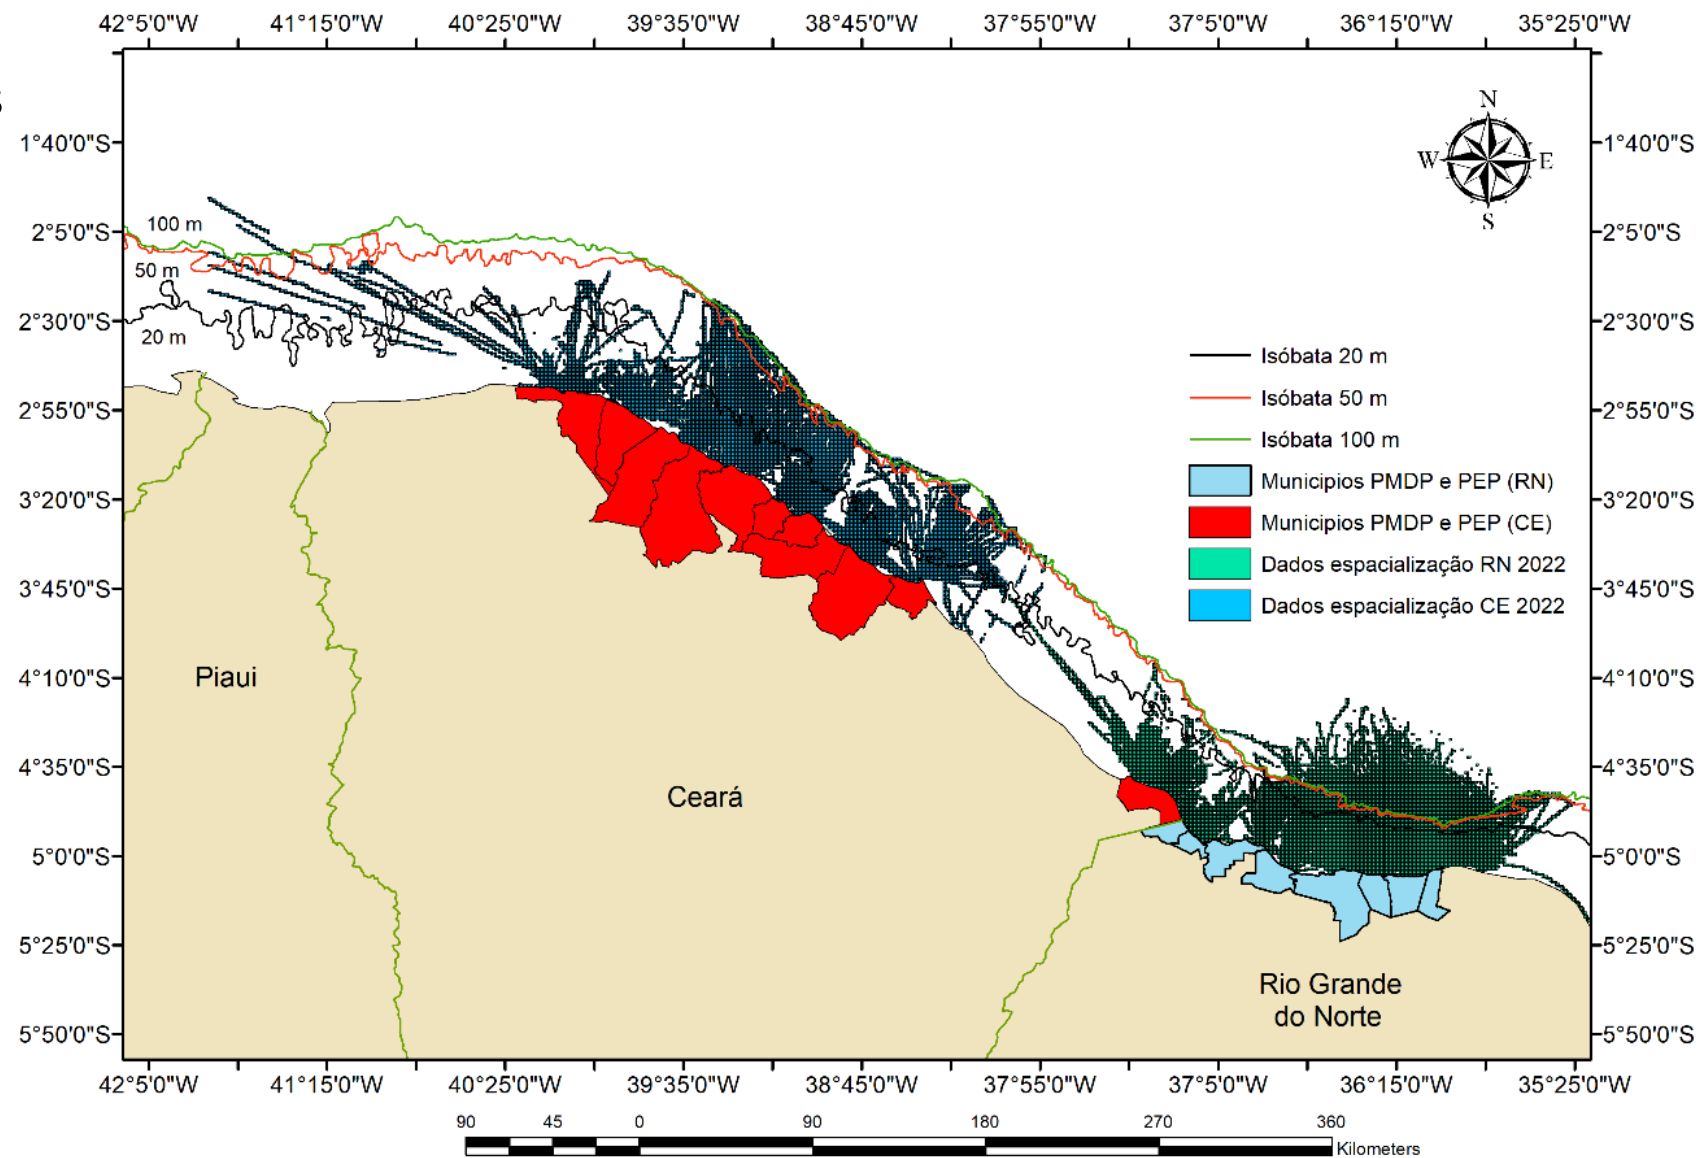 42°5'0"W 41°15'0"W 40°25'0"W 39°35'0"W 38°45'0"W 37°55'0"W 37°5'0"W 36°15'0"W 35°25'0"W
S
N
W E
S
1°40'0"S 1°40'0"S
100 m
2°5'0"S 2°5'0"S
50 m
2°30'0"S 2°30'0"S
20 m
Isóbata 20 m
Isóbata 50 m
2°55'0"S 2°55'0"S
Isóbata 100 m
Municipios PMDP e PEP (RN)
3°20'0"S 3°20'0"S
Municipios PMDP e PEP (CE)
Dados espacialização RN 2022
3°45'0"S 3°45'0"S
Dados espacialização CE 2022
Piaui
4°10'0"S 4°10'0"S
4°35'0"S 4°35'0"S
Ceará
5°0'0"S 5°0'0"S
5°25'0"S 5°25'0"S
Rio Grande
do Norte
5°50'0"S 5°50'0"S
42°5'0"W 41°15'0"W 40°25'0"W 39°35'0"W 38°45'0"W 37°55'0"W 37°5'0"W 36°15'0"W 35°25'0"W
90 45 0 90 180 270 360
Kilometers